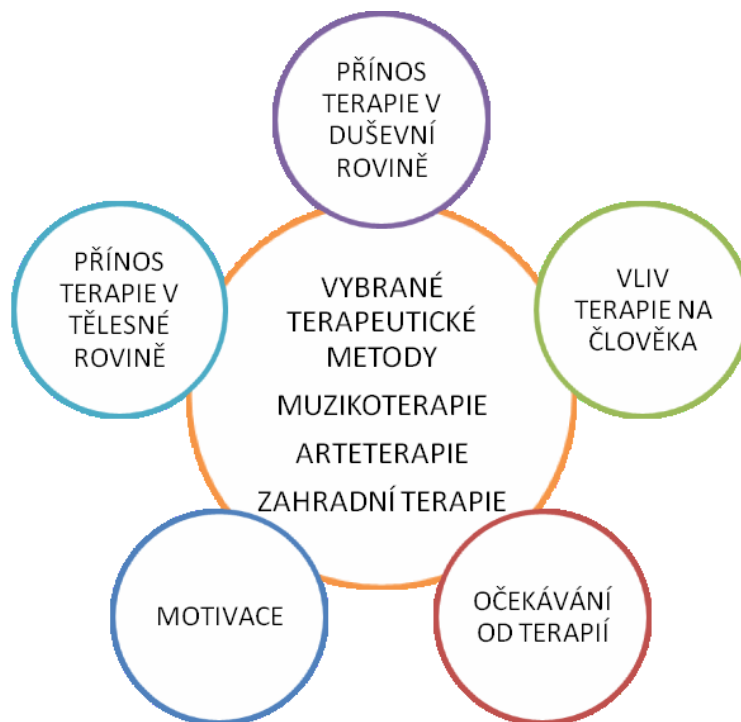 PŘÍNOS
TERAPIE V
DUŠEVNÍ
ROVINĚ
PŘÍNOS
TERAPIE V
TĚLESNÉ
ROVINĚ
VYBRANÉ
TERAPEUTICKÉ
METODY
MUZIKOTERAPIE
ARTETERAPIE
ZAHRADNÍ TERAPIE
VLIV
TERAPIE NA
ČLOVĚKA
MOTIVACE
OČEKÁVÁNÍ
OD TERAPIÍ